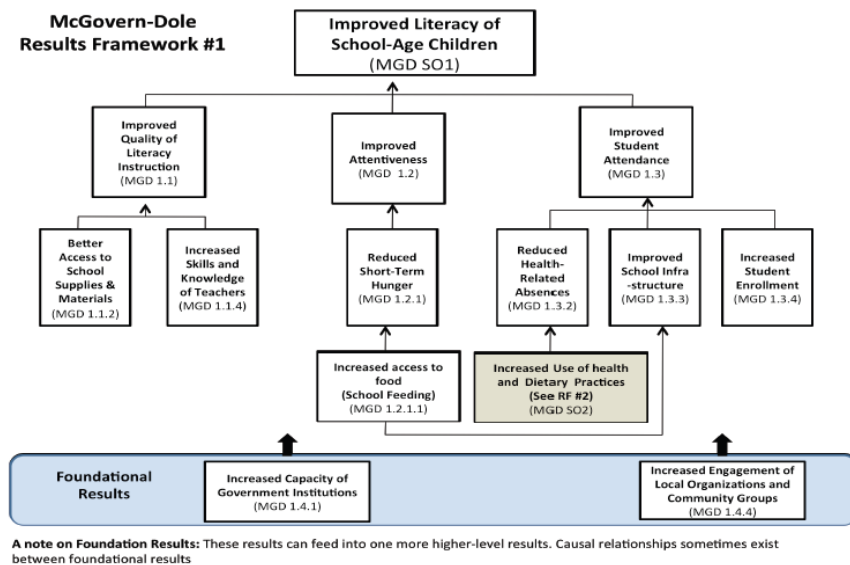 McGovern-Dole
Results Framework #1
Improved Literacy of
School-Age Children
(MGD SO1)
Improved
Quality of
Literacy
Instruction
(MGD 1.1)
Improved
Attentiveness
(MGD 1.2)
Improved
Student
Attendance
(MGD 1.3)
Better
Access to
School
Supplies &
Materials
(MGD 1.1.2)
Increased
Skills and
Knowledge
of Teachers
(MGD 1.1.4)
Reduced
Short-Term
Hunger
(MGD 1.2.1)
Reduced
Health-
Related
Absences
(MGD 1.3.2)
Improved
School Infra
-structure
(MGD 1.3.3)
Increased
Student
Enrollment
(MGD 1.3.4)
Increased access to
food
(School Feeding)
(MGD 1.2.1.1)
Increased Use of health
and Dietary Practices
(See RF #2)
(MGD SO2)
Foundational
Results
Increased Capacity of
Government Institutions
(MGD 1.4.1)
Increased Engagement of
Local Organizations and
Community Groups
(MGD 1.4.4)
A note on Foundation Results: These results can feed into one more higher-level results. Causal relationships sometimes exist
between foundational results